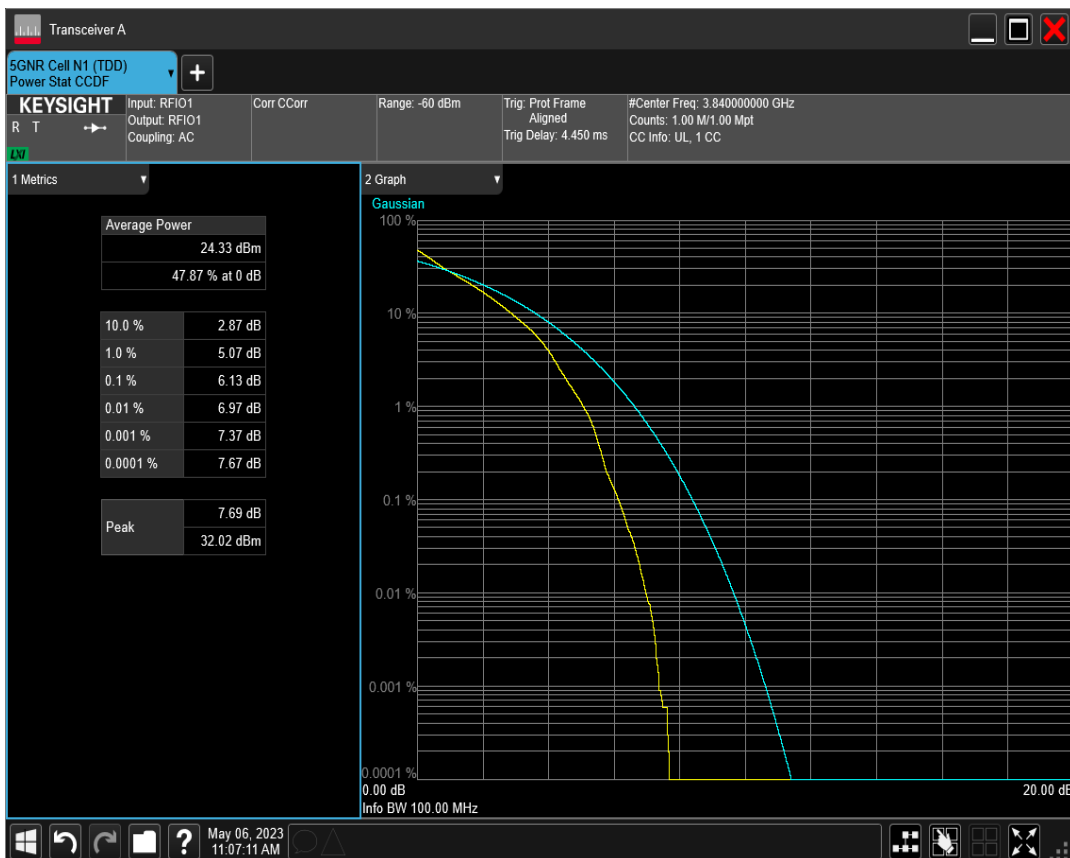 Transceiver A
5GNR Cell N1 (TDD)
Power Stat CCDF
+
KEYSIGHT
R T
LXI
Input: RFIO1
Output: RFIO1
Coupling: AC
Corr CCorr
Range: -60 dBm
Trig: Prot Frame
Aligned
Trig Delay: 4.450 ms
#Center Freq: 3.840000000 GHz
Counts: 1.00 M/1.00 Mpt
CC Info: UL, 1 CC
1 Metrics
Average Power
24.33 dBm
47.87 % at 0 dB
10.0 % 2.87 dB
1.0 % 5.07 dB
0.1 % 6.13 dB
0.01 % 6.97 dB
0.001 % 7.37 dB
0.0001 % 7.67 dB
Peak
7.69 dB
32.02 dBm
2 Graph
Gaussian
100 %
10 %
1 %
0.1 %
0.01 %
0.001 %
0.0001 %
0.00 dB 20.00 dB
Info BW 100.00 MHz
?
May 06, 2023
11:07:11 AM